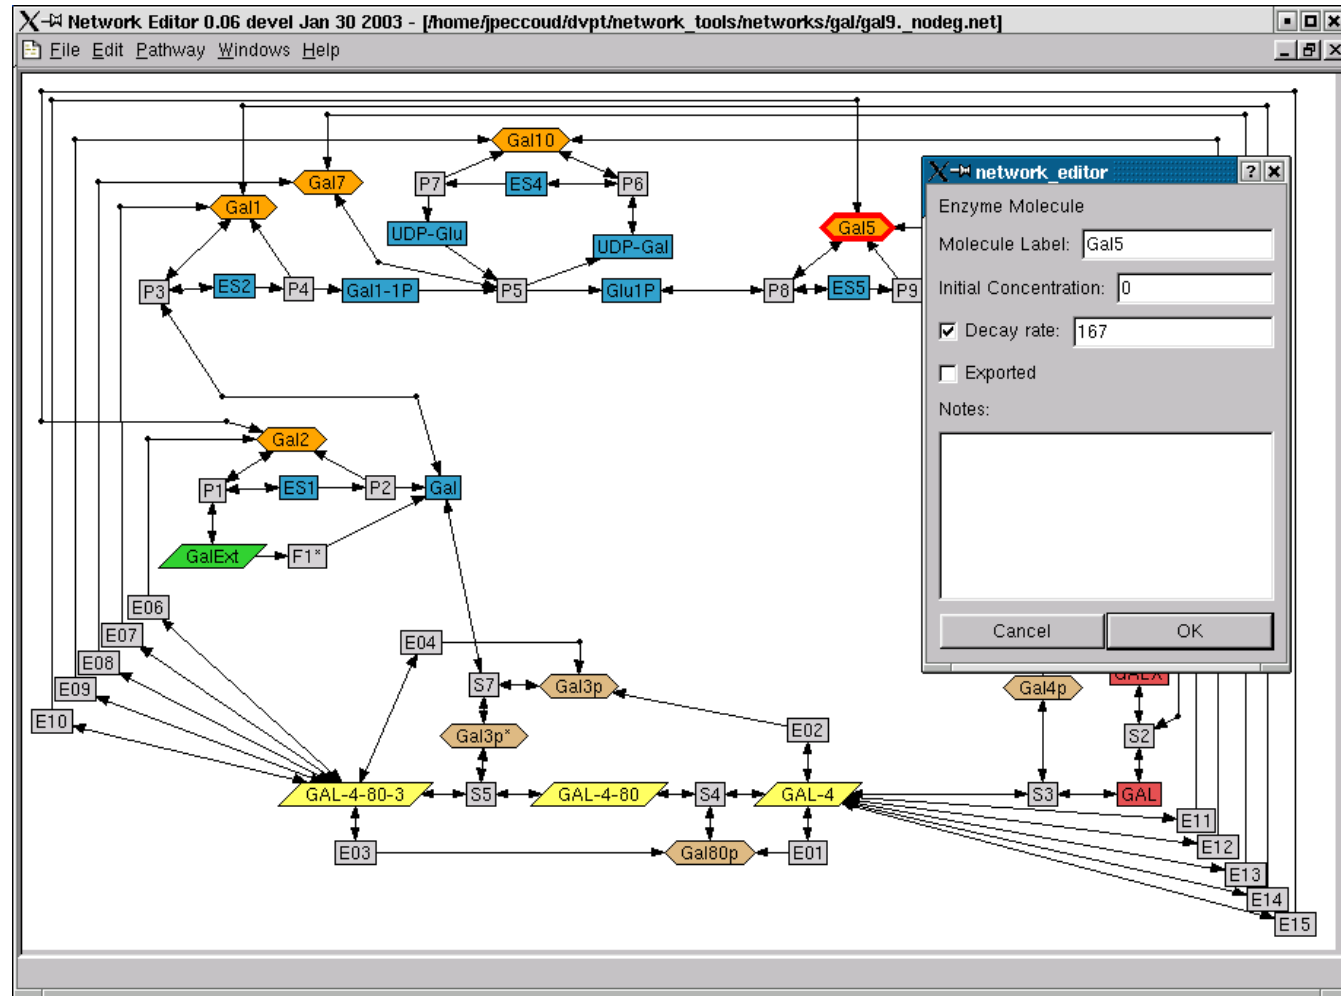 Network Editor 0.06 devel Jan 30 2003 - [/home/jpeccoud/dvpt/network_tools/networks/gal/gal9._nodeg.net]
File Edit Pathway Windows Help
Gal10
Gal7
P7 ES4 P6
Gal1
UDP-Glu
Gal5
UDP-Gal
P3 ES2 P4 Gal1-1P P5 Glu1P P8 ES5 P9
network_editor
Enzyme Molecule
Molecule Label: Gal5
Initial Concentration: 0
Decay rate: 167
Exported
Notes:
Cancel OK
Gal2
P1 ES1 P2 Gal
GalExt F1*
E06
E07 E04
E08
E09 S7 Gal3p Gal4p
E10 Gal3p* E02 S2
GAL-4-80-3 S5 GAL-4-80 S4 GAL-4 S3 GAL
E11
E03 Gal80p E01 E12
E13
E14
E15